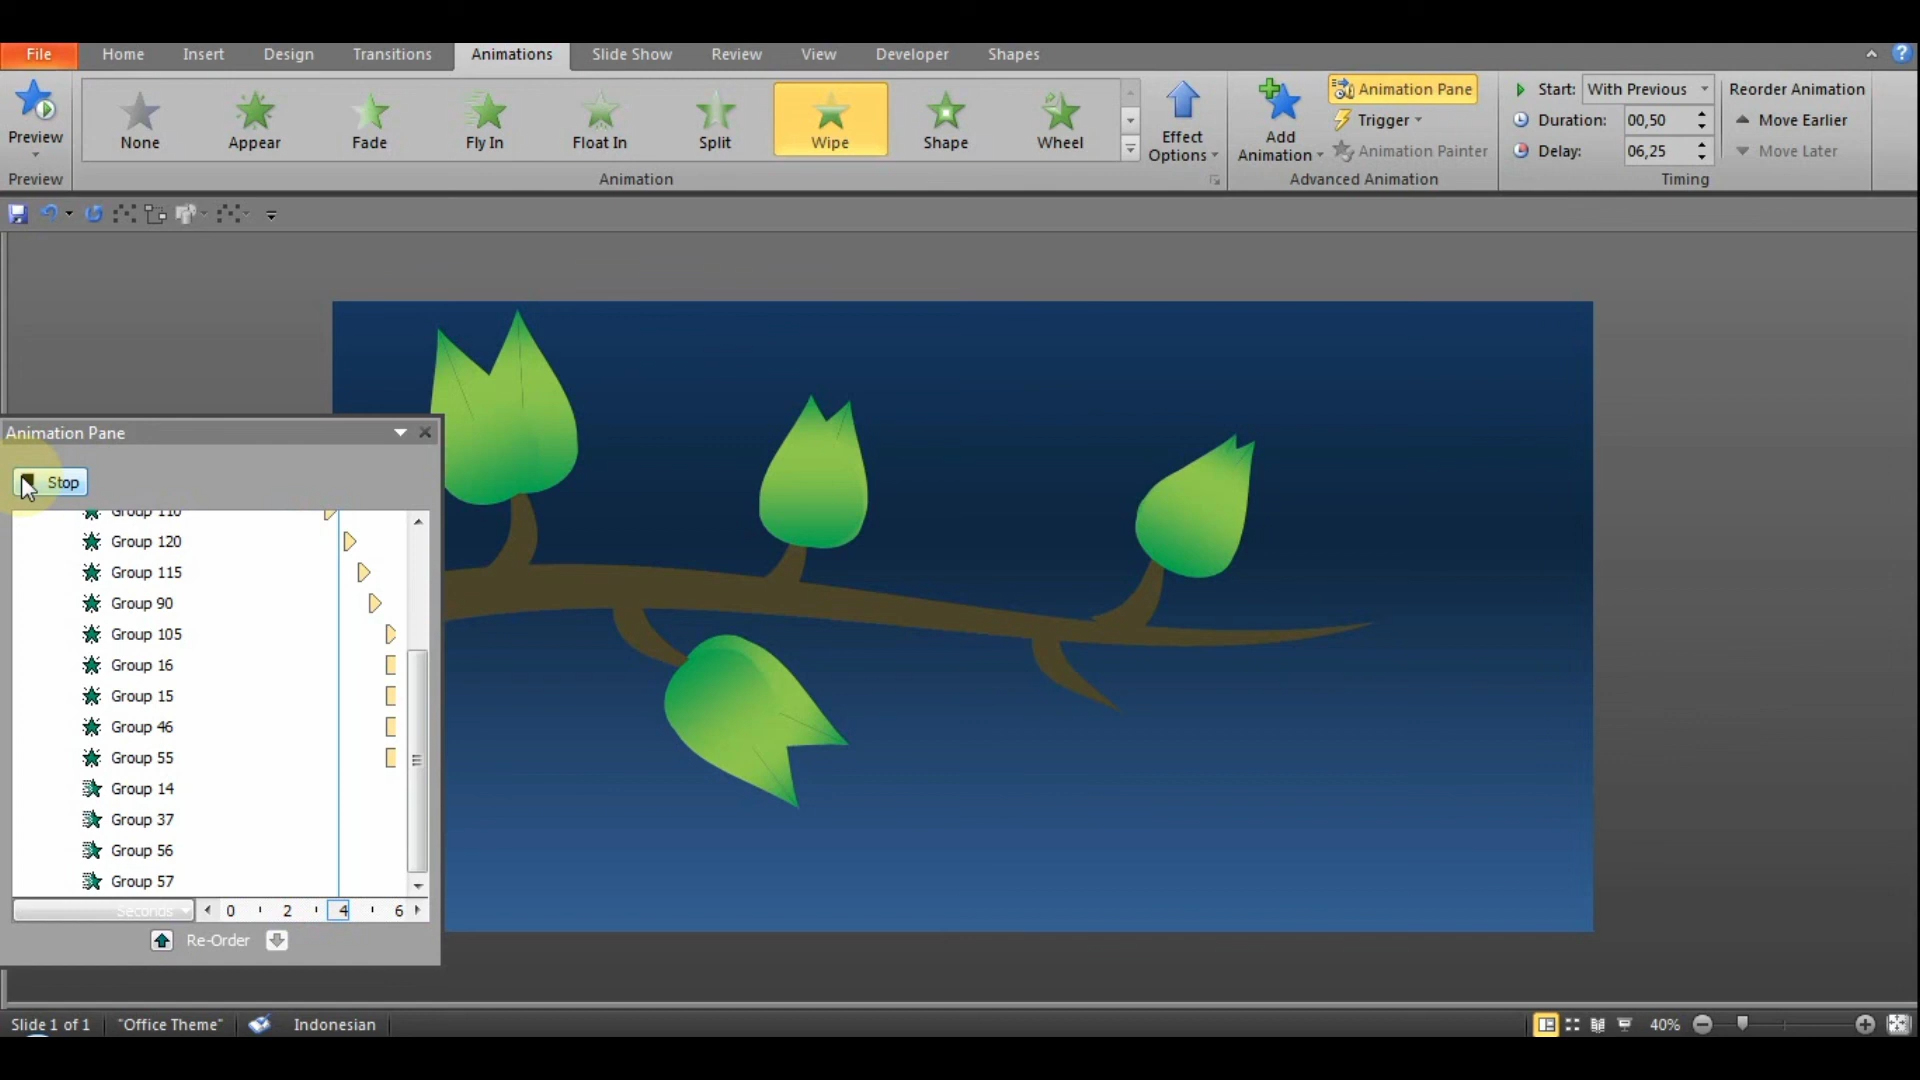 File Home Insert Design Transitions Animations Slide Show Review View Developer Shapes
Preview
None Appear Fade Fly In Float In Split Wipe Shape Wheel
Effect
Options
Add
Animation
Animation Pane
Trigger
Animation Painter
Start: With Previous
Duration: 00,50
Delay: 06,25
Reorder Animation
Move Earlier
Move Later
Preview Animation Advanced Animation Timing
Animation Pane
Stop
Group 110
Group 120
Group 115
Group 90
Group 105
Group 16
Group 15
Group 46
Group 55
Group 14
Group 37
Group 56
Group 57
Seconds 0 2 4 6
Re-Order
Slide 1 of 1 "Office Theme" Indonesian 40%